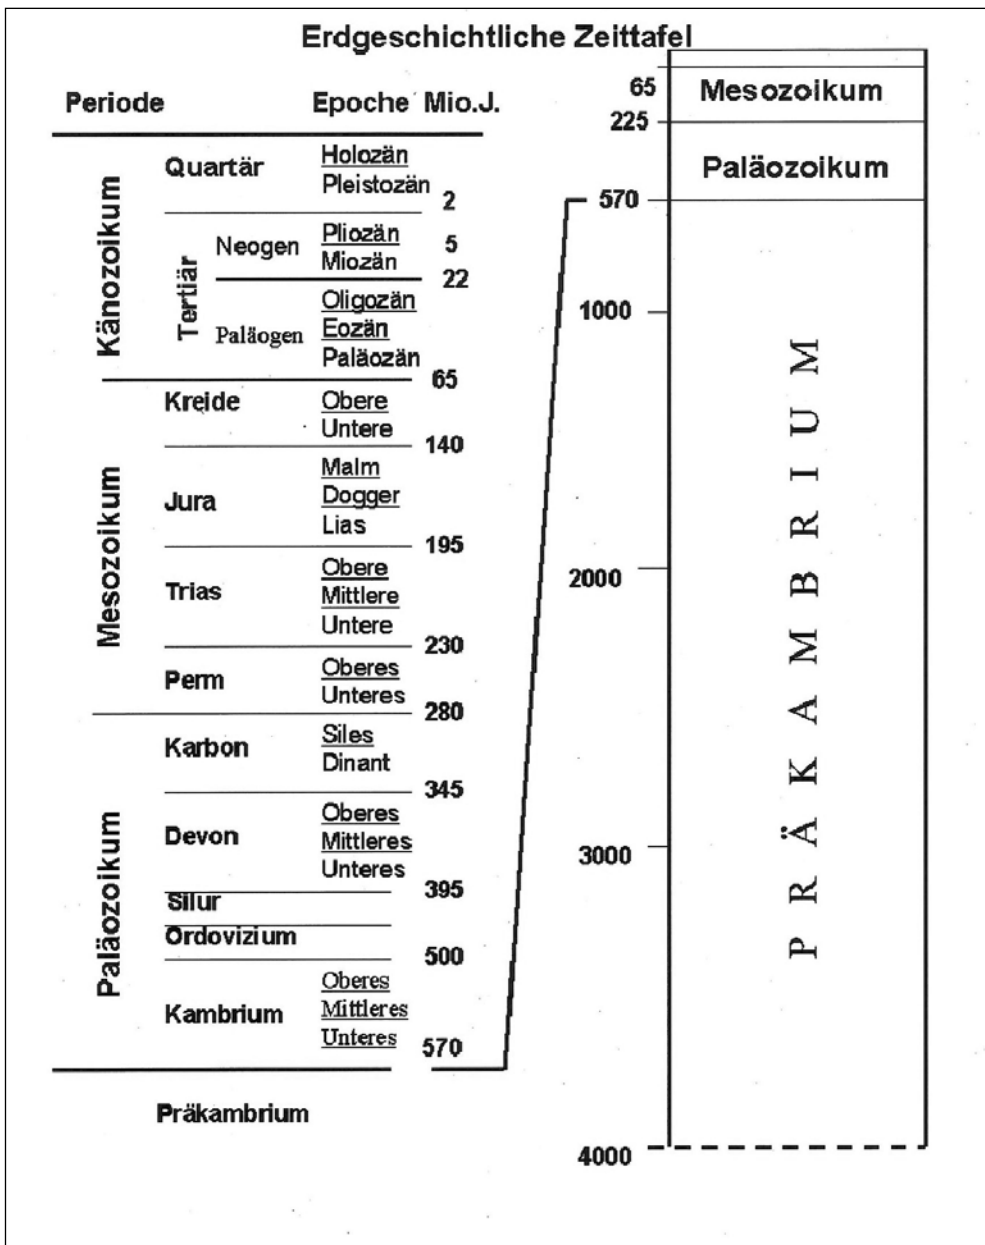 Erdgeschichtliche Zeittafel
Periode Epoche Mio.J.
Känozoikum
Quartär
Holozän
Pleistozän
2
Tertiär
Neogen
Pliozän
5
Miozän
22
Paläogen
Oligozän
Eozän
Paläozän
65
Mesozoikum
Kreide
Obere
Untere
140
Jura
Malm
Dogger
Lias
195
Trias
Obere
Mittlere
Untere
230
Perm
Oberes
Unteres
280
Paläozoikum
Karbon
Siles
Dinant
345
Devon
Oberes
Mittleres
Unteres
395
Silur
Ordovizium
500
Kambrium
Oberes
Mittleres
Unteres
570
Präkambrium
65
Mesozoikum
225
Paläozoikum
570
1000
2000
3000
4000
PRÄKAMBRIUM